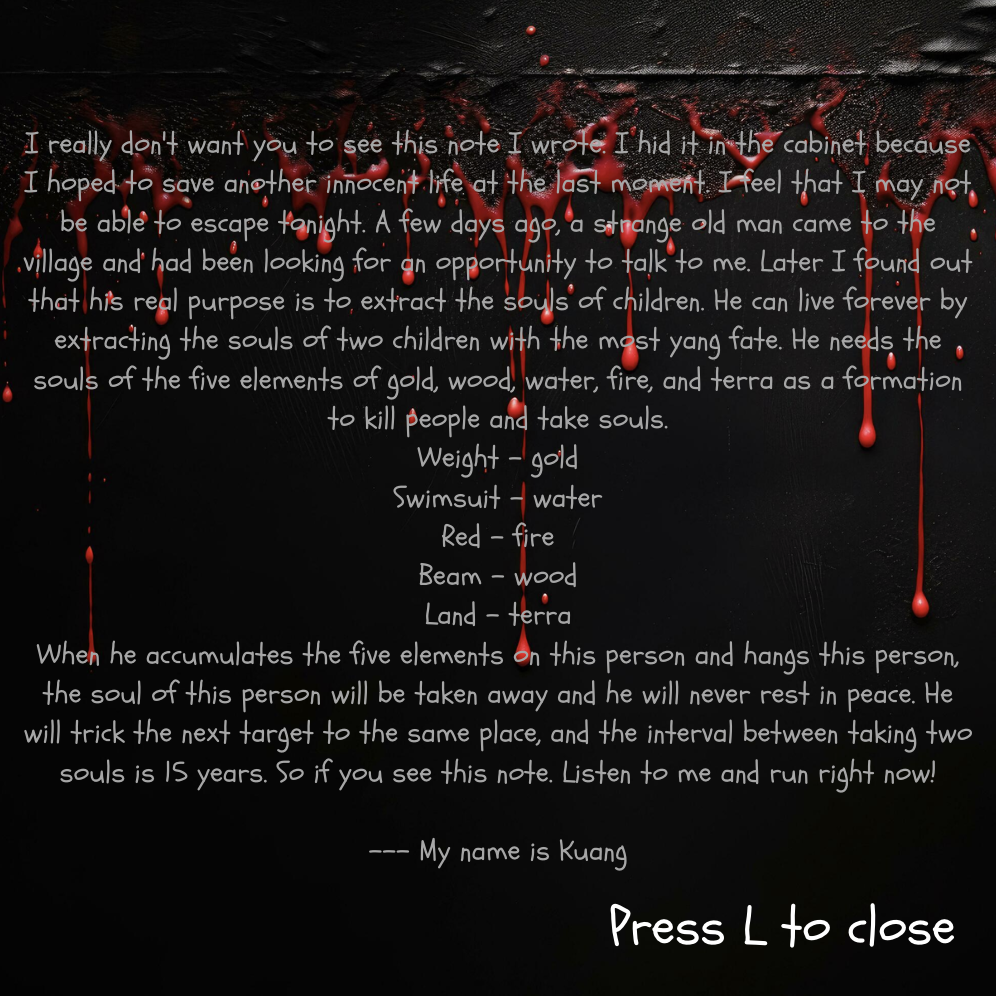 I really don't want you to see this note I wrote. I hid it in the cabinet because
I hoped to save another innocent life at the last moment. I feel that I may not
be able to escape tonight. A few days ago, a strange old man came to the
village and had been looking for an opportunity to talk to me. Later I found out
that his real purpose is to extract the souls of children. He can live forever by
extracting the souls of two children with the most yang fate. He needs the
souls of the five elements of gold, wood, water, fire, and terra as a formation
to kill people and take souls.
Weight - gold
Swimsuit - water
Red - fire
Beam - wood
Land - terra
When he accumulates the five elements on this person and hangs this person,
the soul of this person will be taken away and he will never rest in peace. He
will trick the next target to the same place, and the interval between taking two
souls is 15 years. So if you see this note. Listen to me and run right now!
--- My name is Kuang
Press L to close